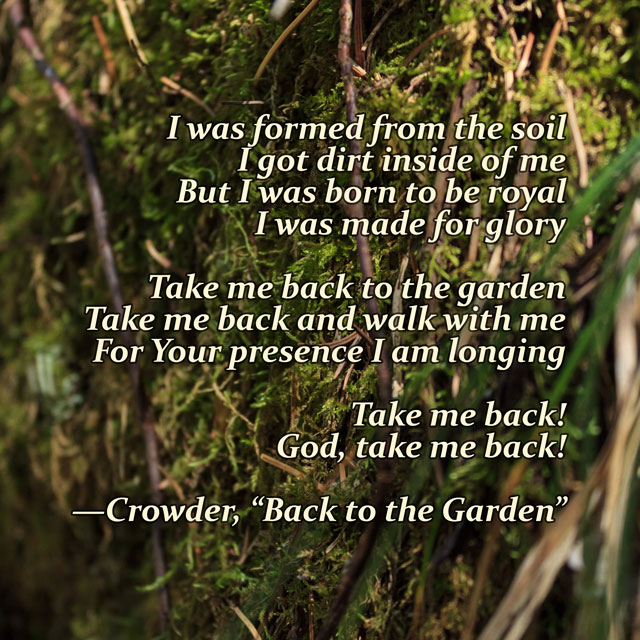 I was formed from the soil
I got dirt inside of me
But I was born to be royal
I was made for glory
Take me back to the garden
Take me back and walk with me
For Your presence I am longing
Take me back!
God, take me back!
—Crowder, “Back to the Garden”